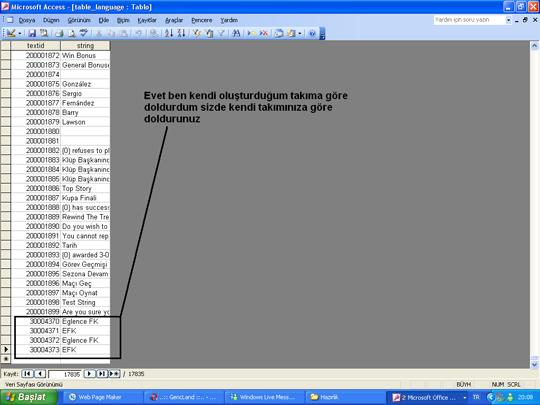 Microsoft Access - [table_language : Tablo]
Dosya Düzen Görünüm Ekle Biçim Kayıtlar Araçlar Pencere Yardım
Yardım için soru yazın
textid string
200001872 Win Bonus
200001873 General Bonuse
200001874
200001875 González
200001876 Sergio
200001877 Fernández
200001878 Barry
200001879 Lawson
200001880
200001881
200001882 (0) refuses to pl
200001883 Klüp Başkanınd
200001884 Klüp Başkanınd
200001885 Klüp Başkanınd
200001886 Top Story
200001887 Kupa Finali
200001888 (0) has success
200001889 Rewind The Tre
200001890 Do you wish to
200001891 You cannot rep
200001892 Tarih
200001893 (0) awarded 3-0
200001894 Görev Geçmişi
200001895 Sezona Devam
200001896 Maçı Geç
200001897 Maçı Oynat
200001898 Test String
200001899 Are you sure yo
30004370 Eglence FK
30004371 EFK
30004372 Eglence FK
30004373 EFK
Evet ben kendi oluşturduğum takıma göre
doldurdum sizde kendi takımınıza göre
doldurunuz
Kayıt: 17835 / 17835
Veri Sayfası Görünümü BÜYH NUM SCRL
Başlat Web Page Maker ..::: GencLand ::.. - ... Windows Live Mess... Hazırlık 2 Microsoft Office ... TR 20:08